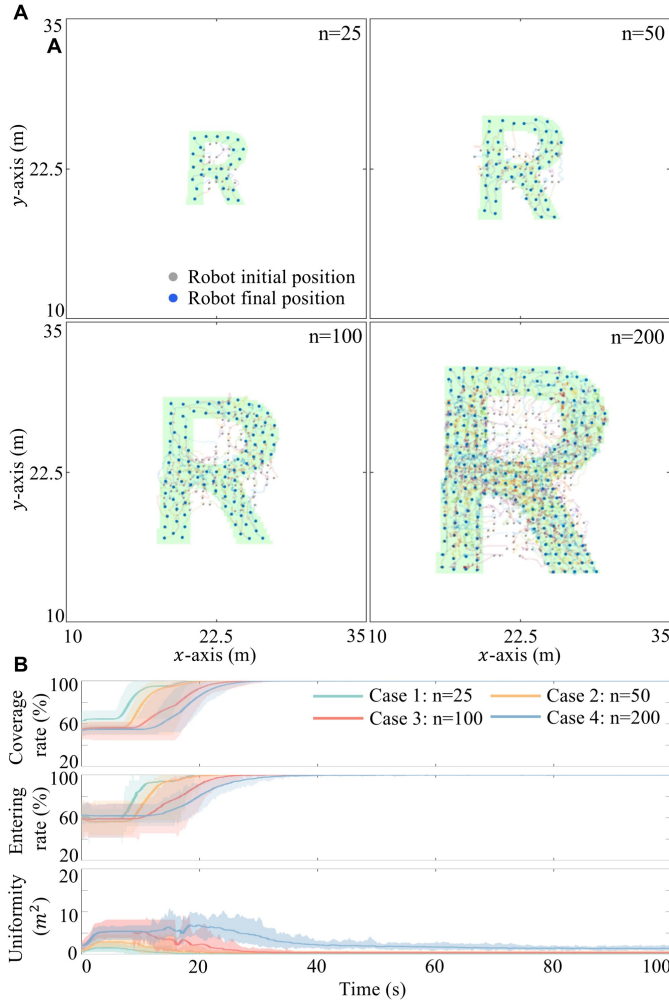 A
A
35
n=25
n=50
y-axis (m)
22.5
Robot initial position
Robot final position
10
35
n=100
n=200
y-axis (m)
22.5
10
10
22.5
35
10
22.5
35
x-axis (m)
x-axis (m)
B
Coverage
rate (%)
100
60
20
Case 1: n=25
Case 2: n=50
Case 3: n=100
Case 4: n=200
Entering
rate (%)
100
60
20
Uniformity
(m²)
20
10
0
0
20
40
60
80
100
Time (s)